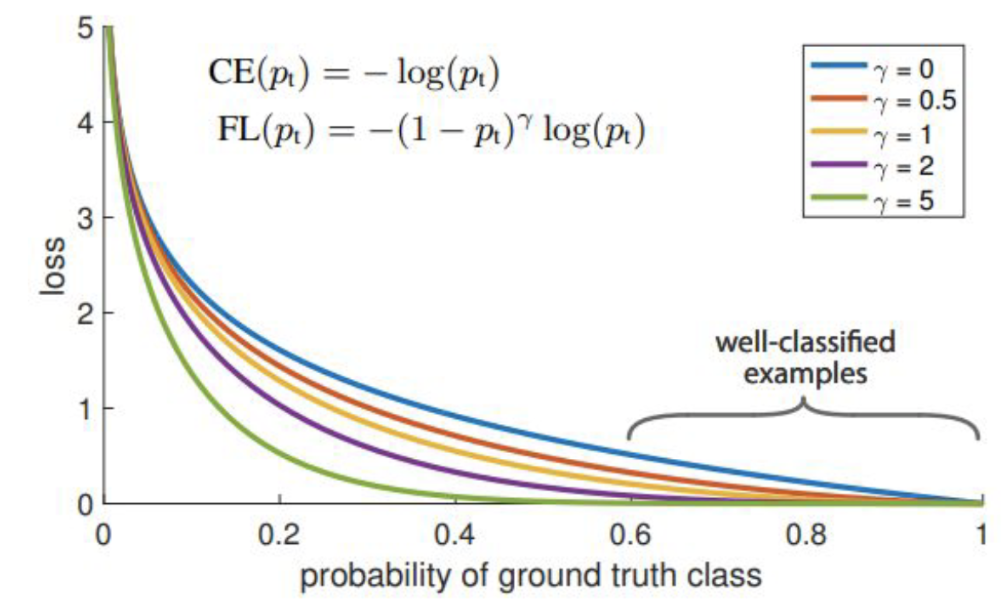 5
CE(pₜ) = − log(pₜ)
FL(pₜ) = −(1 − pₜ)^γ log(pₜ)
γ = 0
γ = 0.5
γ = 1
γ = 2
γ = 5
4
3
loss
2
well-classified
examples
1
0
0 0.2 0.4 0.6 0.8 1
probability of ground truth class